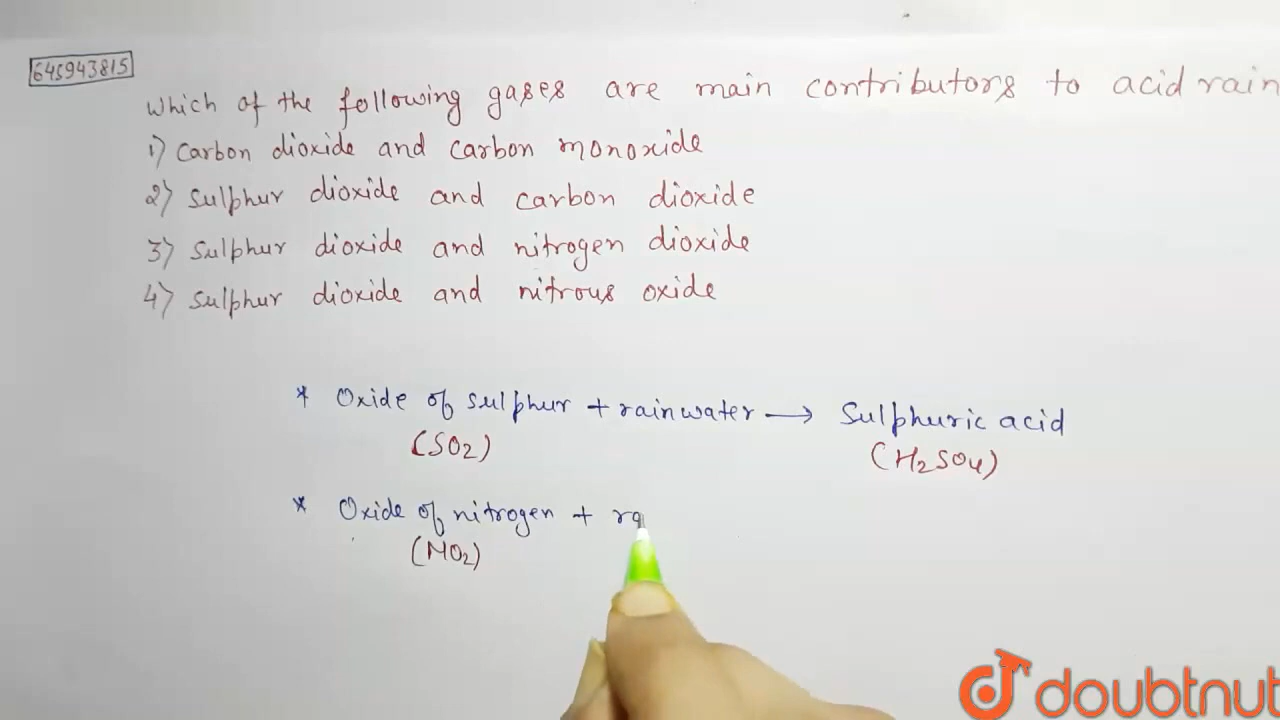 645943815
Which of the following gases are main contributors to acid rain
1) Carbon dioxide and carbon monoxide
2) Sulphur dioxide and carbon dioxide
3) Sulphur dioxide and nitrogen dioxide
4) Sulphur dioxide and nitrous oxide
* Oxide of sulphur + rainwater → Sulphuric acid
(SO2) (H2SO4)
* Oxide of nitrogen + ra
(NO2)
doubtnut